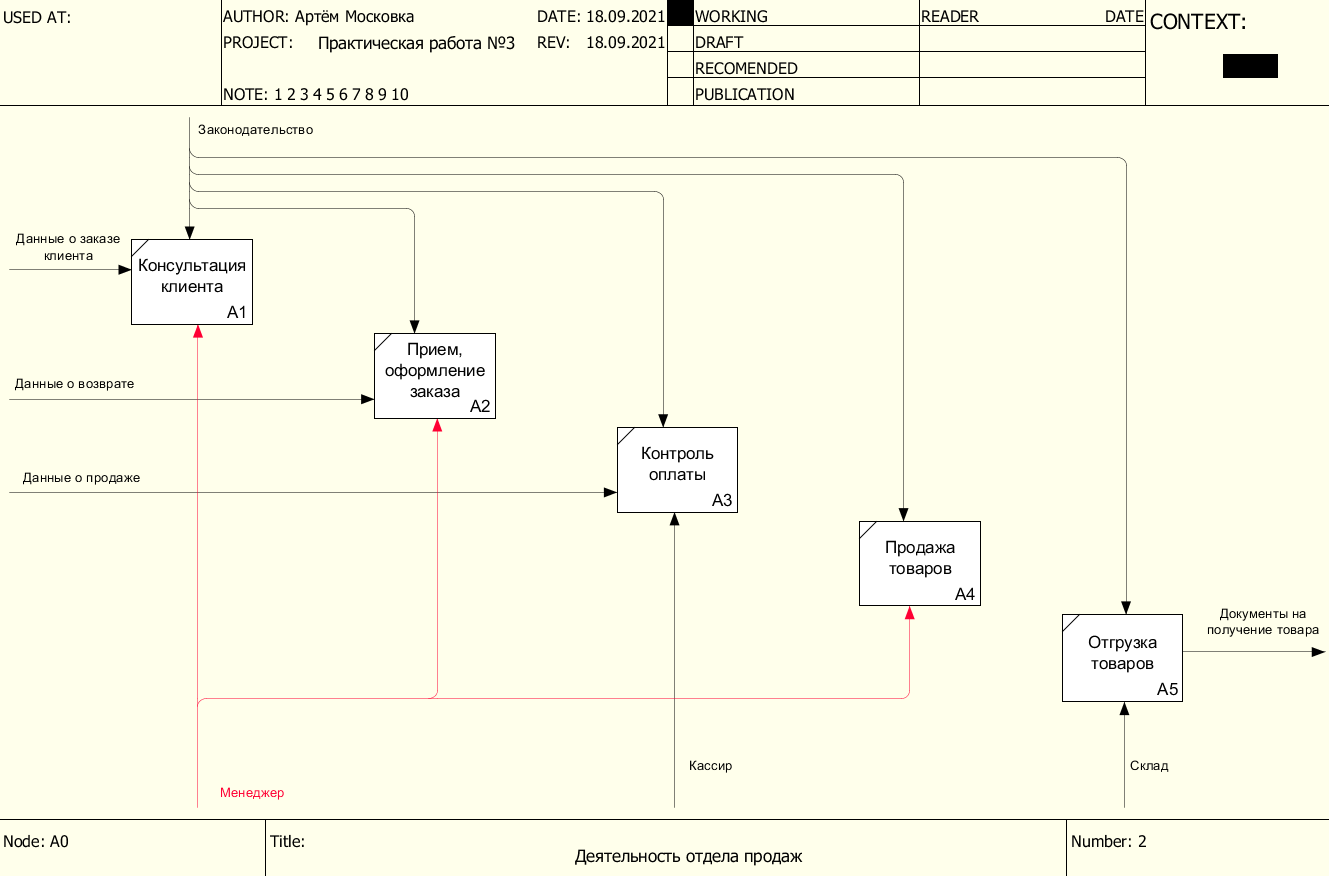 USED AT:
AUTHOR: Артём Московка
DATE: 18.09.2021
PROJECT: Практическая работа №3
REV: 18.09.2021
NOTE: 1 2 3 4 5 6 7 8 9 10
WORKING
DRAFT
RECOMENDED
PUBLICATION
READER DATE
CONTEXT:
Законодательство
Данные о заказе
клиента
Консультация
клиента
A1
Данные о возврате
Прием,
оформление
заказа
A2
Данные о продаже
Контроль
оплаты
A3
Продажа
товаров
A4
Отгрузка
товаров
A5
Документы на
получение товара
Менеджер
Кассир
Склад
Node: A0
Title:
Деятельность отдела продаж
Number: 2